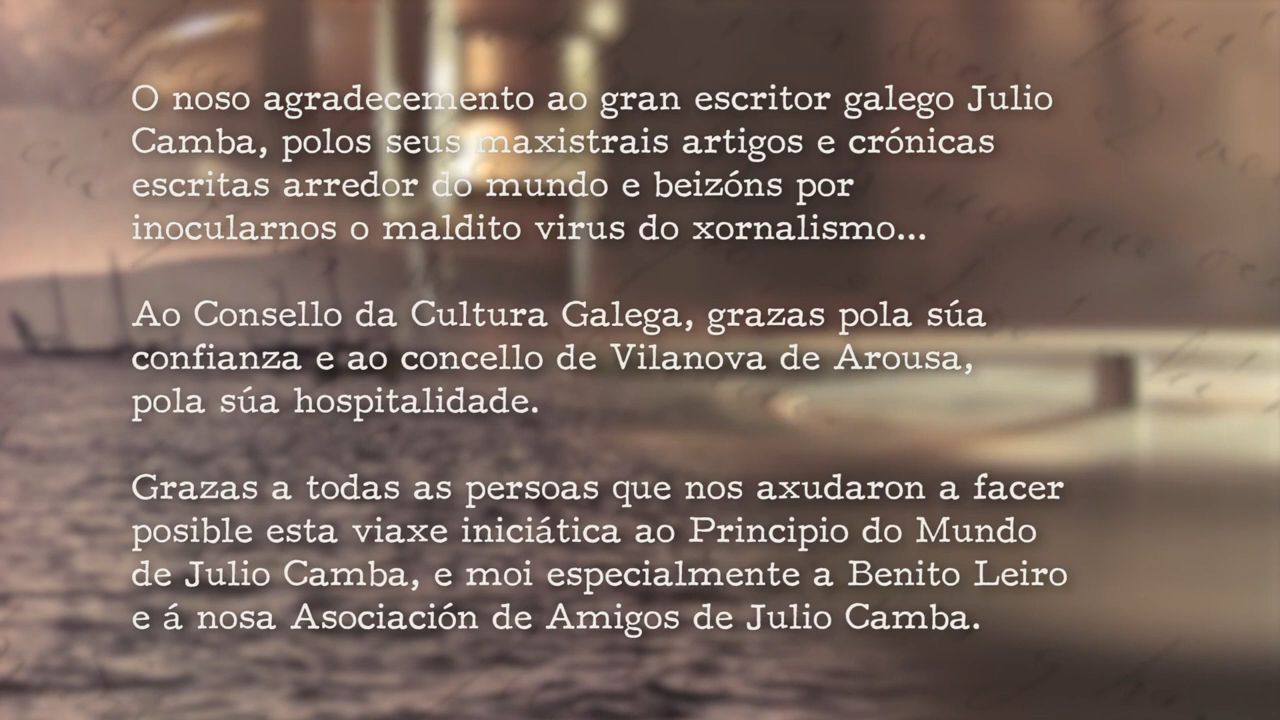 O noso agradecemento ao gran escritor galego Julio
Camba, polos seus maxistrais artigos e crónicas
escritas arredor do mundo e beizóns por
inocularnos o maldito virus do xornalismo...
Ao Consello da Cultura Galega, grazas pola súa
confianza e ao concello de Vilanova de Arousa,
pola súa hospitalidade.
Grazas a todas as persoas que nos axudaron a facer
posible esta viaxe iniciática ao Principio do Mundo
de Julio Camba, e moi especialmente a Benito Leiro
e á nosa Asociación de Amigos de Julio Camba.